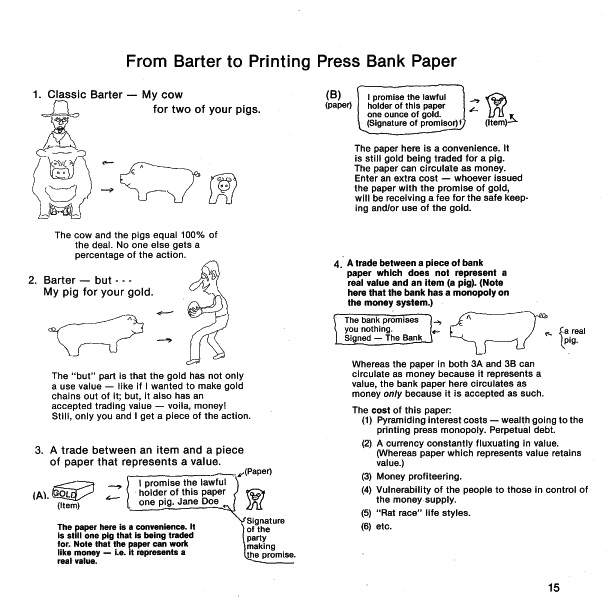 From Barter to Printing Press Bank Paper
1. Classic Barter — My cow
for two of your pigs.
The cow and the pigs equal 100% of
the deal. No one else gets a
percentage of the action.
2. Barter — but - - -
My pig for your gold.
The "but" part is that the gold has not only
a use value — like if I wanted to make gold
chains out of it; but, it also has an
accepted trading value — voila, money!
Still, only you and I get a piece of the action.
3. A trade between an item and a piece
of paper that represents a value.
(Paper)
(A).
GOLD
(Item)
I promise the lawful
holder of this paper
one pig. Jane Doe
Signature
of the
party
making
the promise.
The paper here is a convenience. It
is still one pig that is being traded
for. Note that the paper can work
like money — i.e. it represents a
real value.
(B)
(paper)
I promise the lawful
holder of this paper
one ounce of gold.
(Signature of promisor)!
(Item)
The paper here is a convenience. It
is still gold being traded for a pig.
The paper can circulate as money.
Enter an extra cost — whoever issued
the paper with the promise of gold,
will be receiving a fee for the safe keep-
ing and/or use of the gold.
4. A trade between a piece of bank
paper which does not represent a
real value and an item (a pig). (Note
here that the bank has a monopoly on
the money system.)
The bank promises
you nothing.
Signed — The Bank
a real
pig.
Whereas the paper in both 3A and 3B can
circulate as money because it represents a
value, the bank paper here circulates as
money only because it is accepted as such.
The cost of this paper:
(1) Pyramiding interest costs — wealth going to the
printing press monopoly. Perpetual debt.
(2) A currency constantly fluxuating in value.
(Whereas paper which represents value retains
value.)
(3) Money profiteering.
(4) Vulnerability of the people to those in control of
the money supply.
(5) "Rat race" life styles.
(6) etc.
15